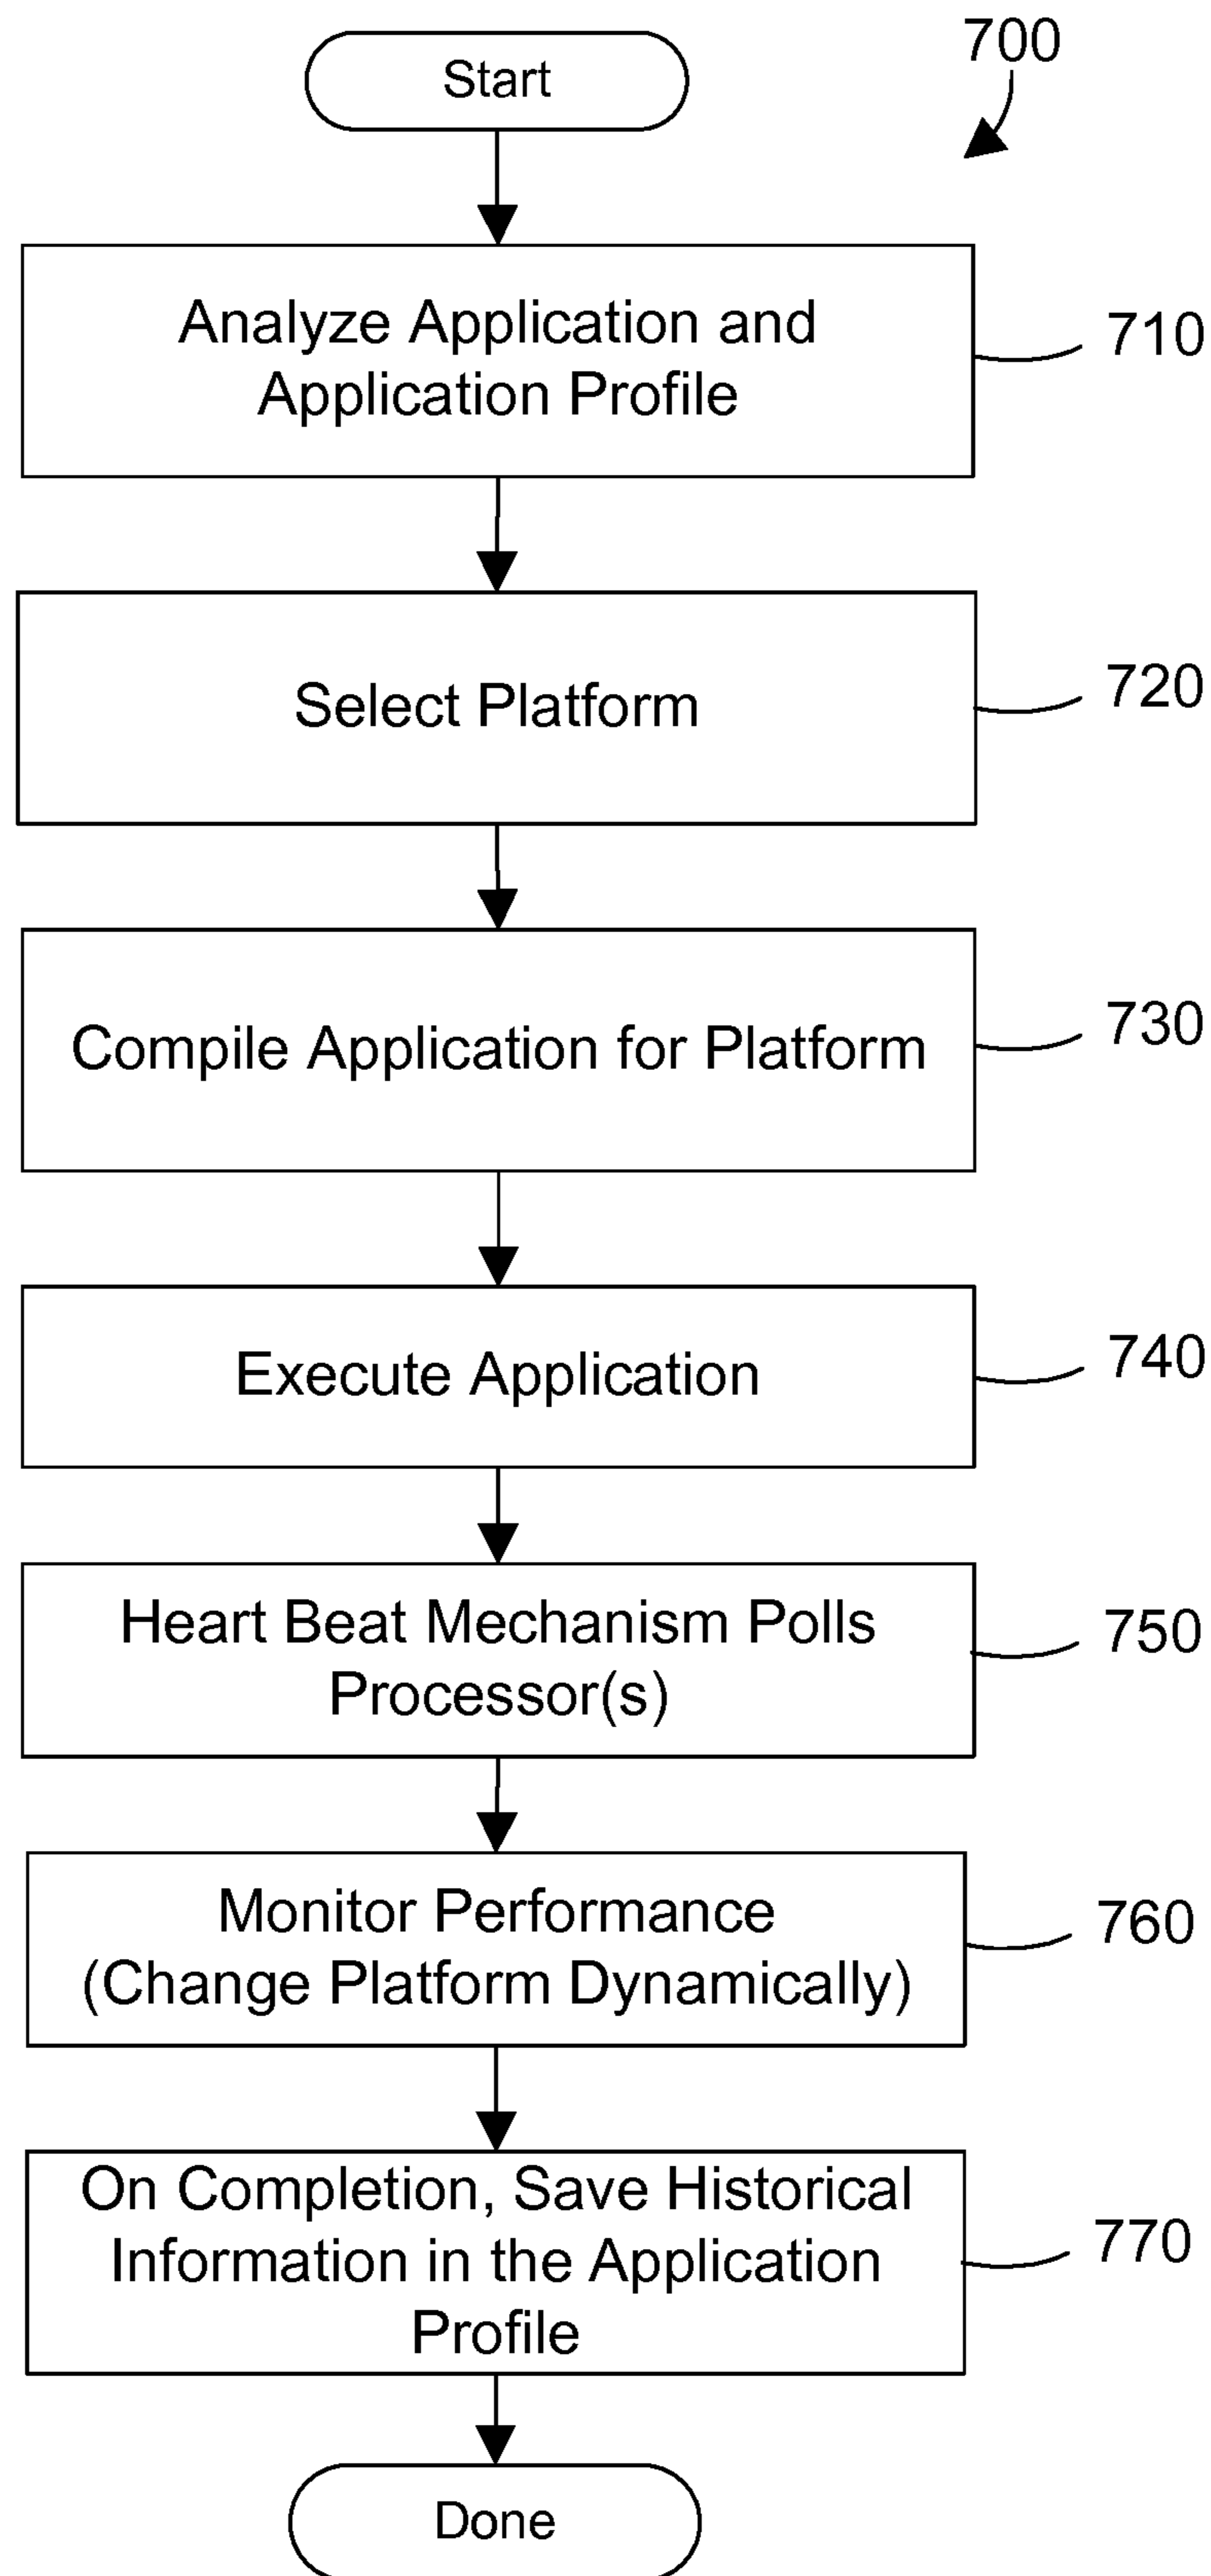 700
Start
Analyze Application and
Application Profile
710
Select Platform
720
Compile Application for Platform
730
Execute Application
740
Heart Beat Mechanism Polls
Processor(s)
750
Monitor Performance
(Change Platform Dynamically)
760
On Completion, Save Historical
Information in the Application
Profile
770
Done